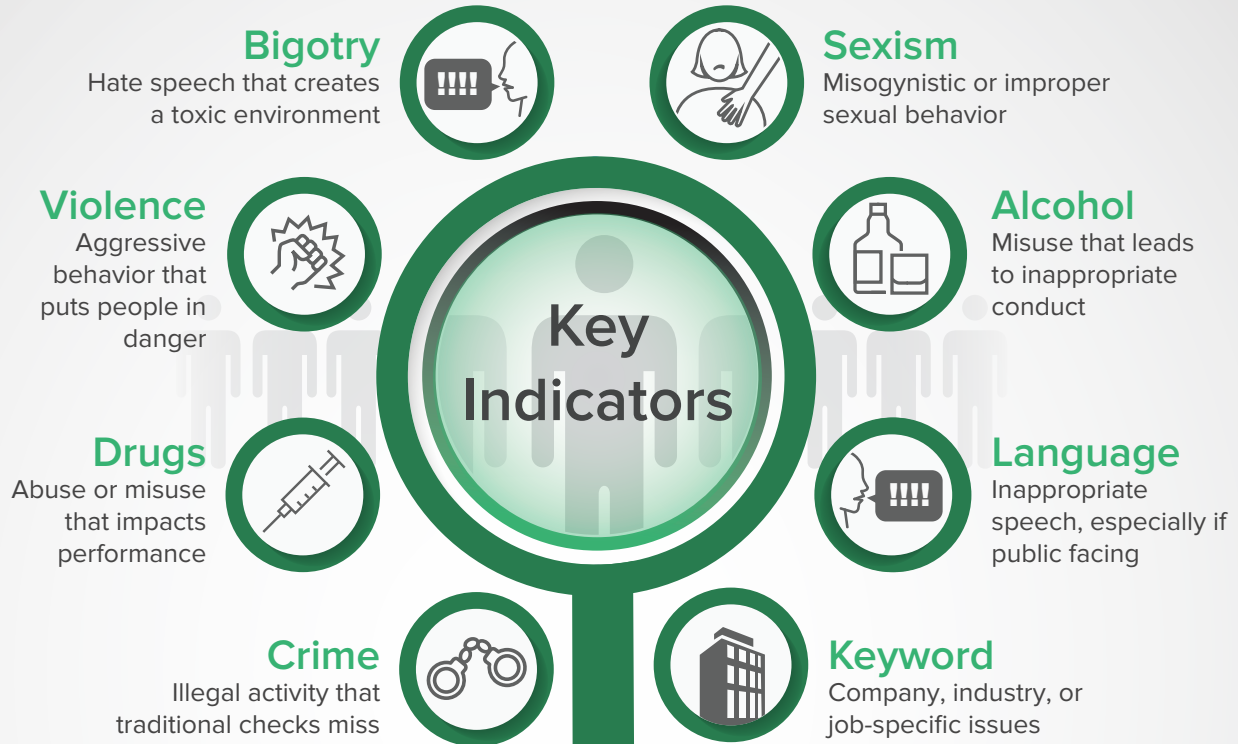 Bigotry
Hate speech that creates
a toxic environment
Sexism
Misogynistic or improper
sexual behavior
Violence
Aggressive
behavior that
puts people in
danger
Alcohol
Misuse that leads
to inappropriate
conduct
Key
Indicators
Drugs
Abuse or misuse
that impacts
performance
Language
Inappropriate
speech, especially if
public facing
Crime
Illegal activity that
traditional checks miss
Keyword
Company, industry, or
job-specific issues